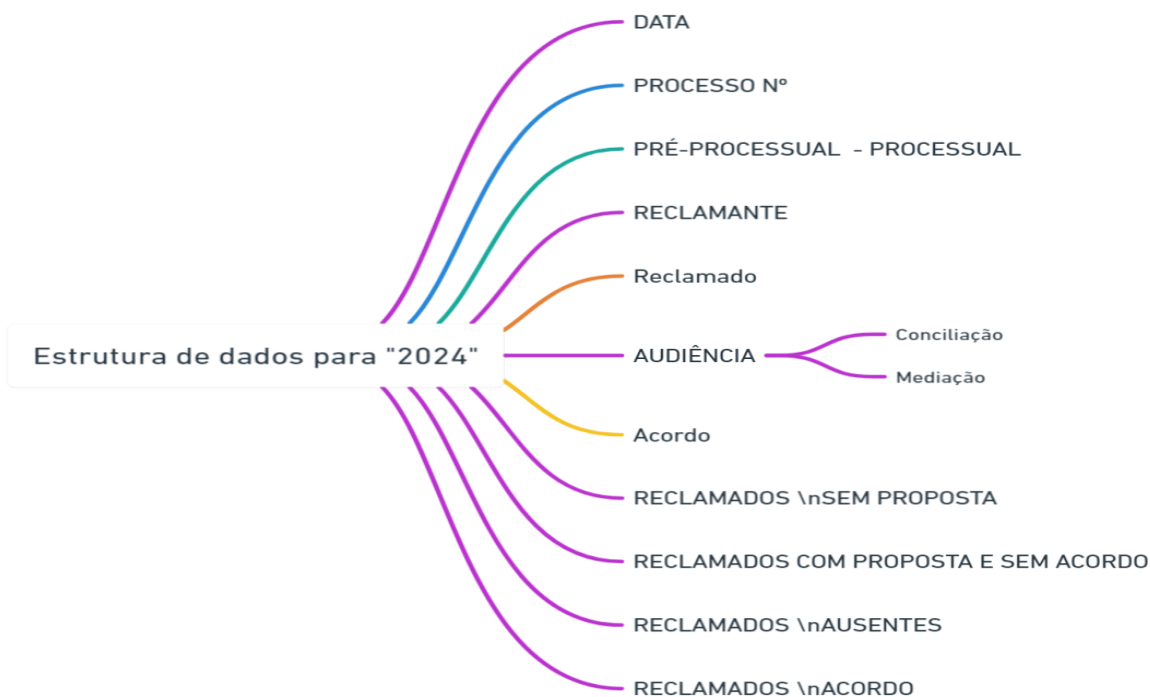 DATA
PROCESSO Nº
PRÉ-PROCESSUAL  - PROCESSUAL
RECLAMANTE
Reclamado
Estrutura de dados para "2024"
AUDIÊNCIA
Conciliação
Mediação
Acordo
RECLAMADOS \nSEM PROPOSTA
RECLAMADOS COM PROPOSTA E SEM ACORDO
RECLAMADOS \nAUSENTES
RECLAMADOS \nACORDO